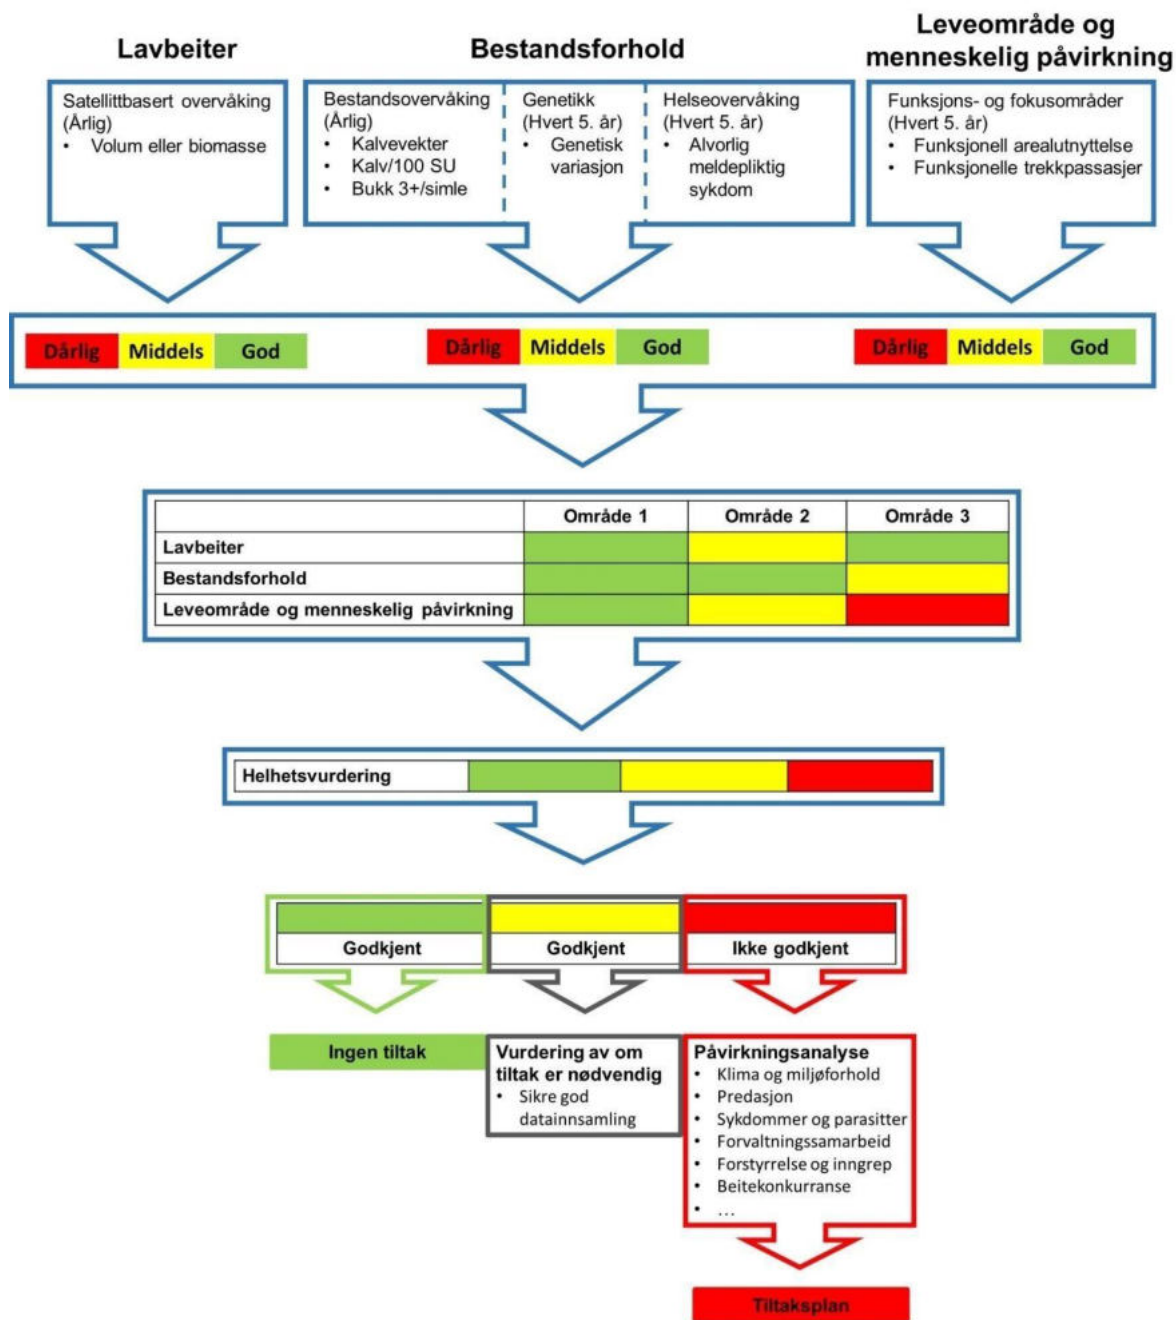 Lavbeiter
Bestandsforhold
Leveområde og
menneskelig påvirkning
Satellittbasert overvåking
(Årlig)
• Volum eller biomasse
Bestandsovervåking
(Årlig)
• Kalvevekter
• Kalv/100 SU
• Bukk 3+/simle
Genetikk
(Hvert 5. år)
• Genetisk
variasjon
Helseovervåking
(Hvert 5. år)
• Alvorlig
meldepliktig
sykdom
Funksjons- og fokusområder
(Hvert 5. år)
• Funksjonell arealutnyttelse
• Funksjonelle trekkpassasjer
Dårlig Middels God
Dårlig Middels God
Dårlig Middels God
Område 1 Område 2 Område 3
Lavbeiter
Bestandsforhold
Leveområde og menneskelig påvirkning
Helhetsvurdering
Godkjent Godkjent Ikke godkjent
Ingen tiltak
Vurdering av om
tiltak er nødvendig
• Sikre god
datainnsamling
Påvirkningsanalyse
• Klima og miljøforhold
• Predasjon
• Sykdommer og parasitter
• Forvaltningssamarbeid
• Forstyrrelse og inngrep
• Beitekonkurranse
• …
Tiltaksplan